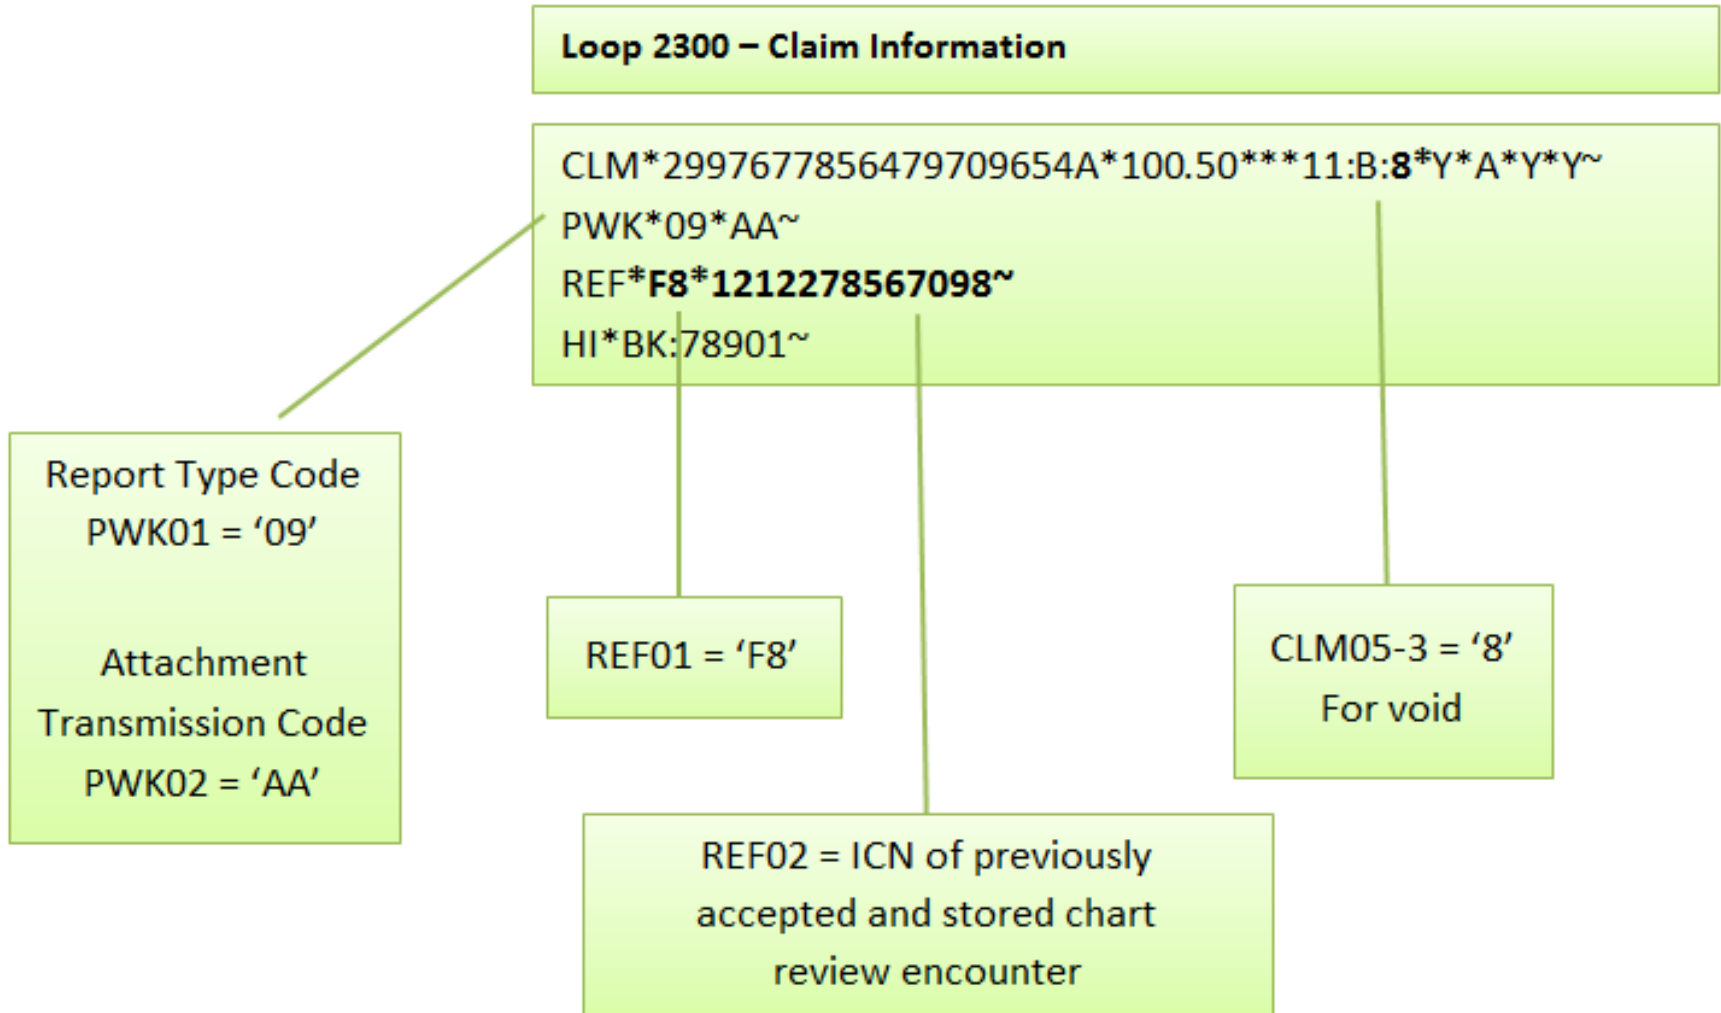 Loop 2300 – Claim Information
CLM*2997677856479709654A*100.50***11:B:8*Y*A*Y*Y~
PWK*09*AA~
REF*F8*1212278567098~
HI*BK:78901~
Report Type Code
PWK01 = ‘09’
Attachment
Transmission Code
PWK02 = ‘AA’
REF01 = ‘F8’
CLM05-3 = ‘8’
For void
REF02 = ICN of previously
accepted and stored chart
review encounter